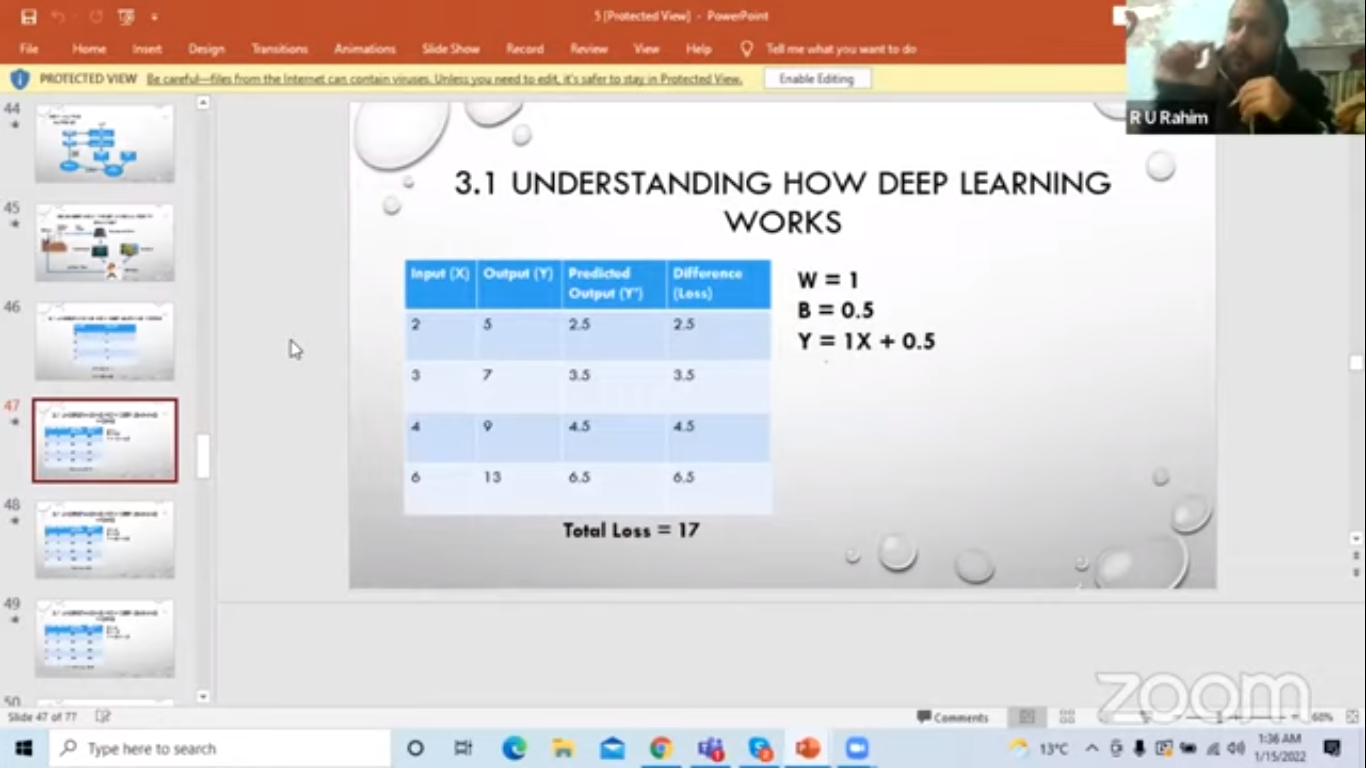 5 [Protected View] - PowerPoint
File Home Insert Design Transitions Animations Slide Show Record Review View Help Tell me what you want to do
PROTECTED VIEW Be careful—files from the Internet can contain viruses. Unless you need to edit, it's safer to stay in Protected View. Enable Editing
R U Rahim
44
45
46
47
48
49
50
3.1 UNDERSTANDING HOW DEEP LEARNING
WORKS
Input (X) Output (Y) Predicted Output (Y') Difference (Loss)
2 5 2.5 2.5
3 7 3.5 3.5
4 9 4.5 4.5
6 13 6.5 6.5
Total Loss = 17
W = 1
B = 0.5
Y = 1X + 0.5
zoom
Slide 47 of 77 Comments 60%
Type here to search 13°C 1:36 AM
1/15/2022